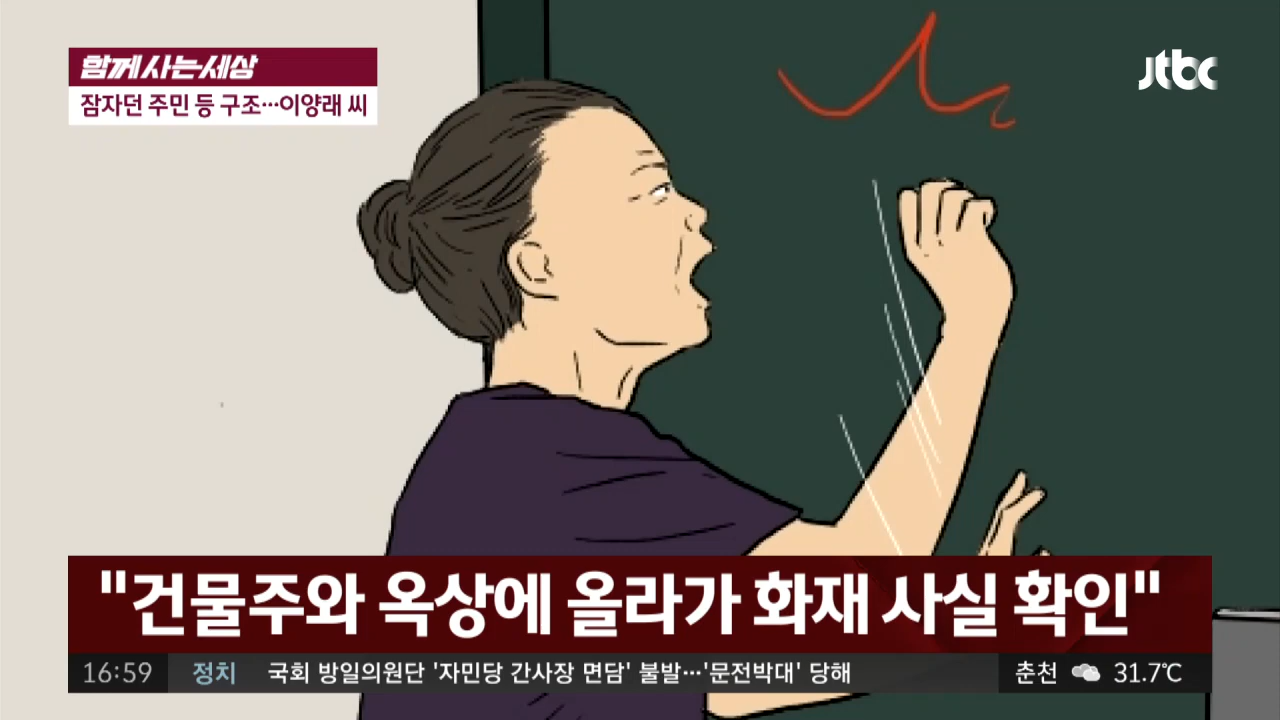 함께 사는 세상
잠자던 주민 등 구조…이양래 씨
jtbc
"건물주와 옥상에 올라가 화재 사실 확인"
16:59 정치 국회 방일의원단 '자민당 간사장 면담' 불발…'문전박대' 당해 춘천 31.7℃